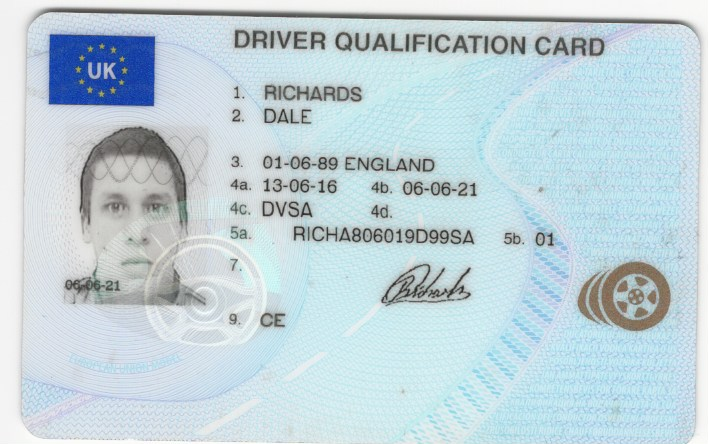 DRIVER QUALIFICATION CARD
UK
1. RICHARDS
2. DALE
3. 01-06-89 ENGLAND
4a. 13-06-16 4b. 06-06-21
4c. DVSA 4d.
5a. RICHA806019D99SA 5b. 01
7. Richards
06-06-21
9. CE